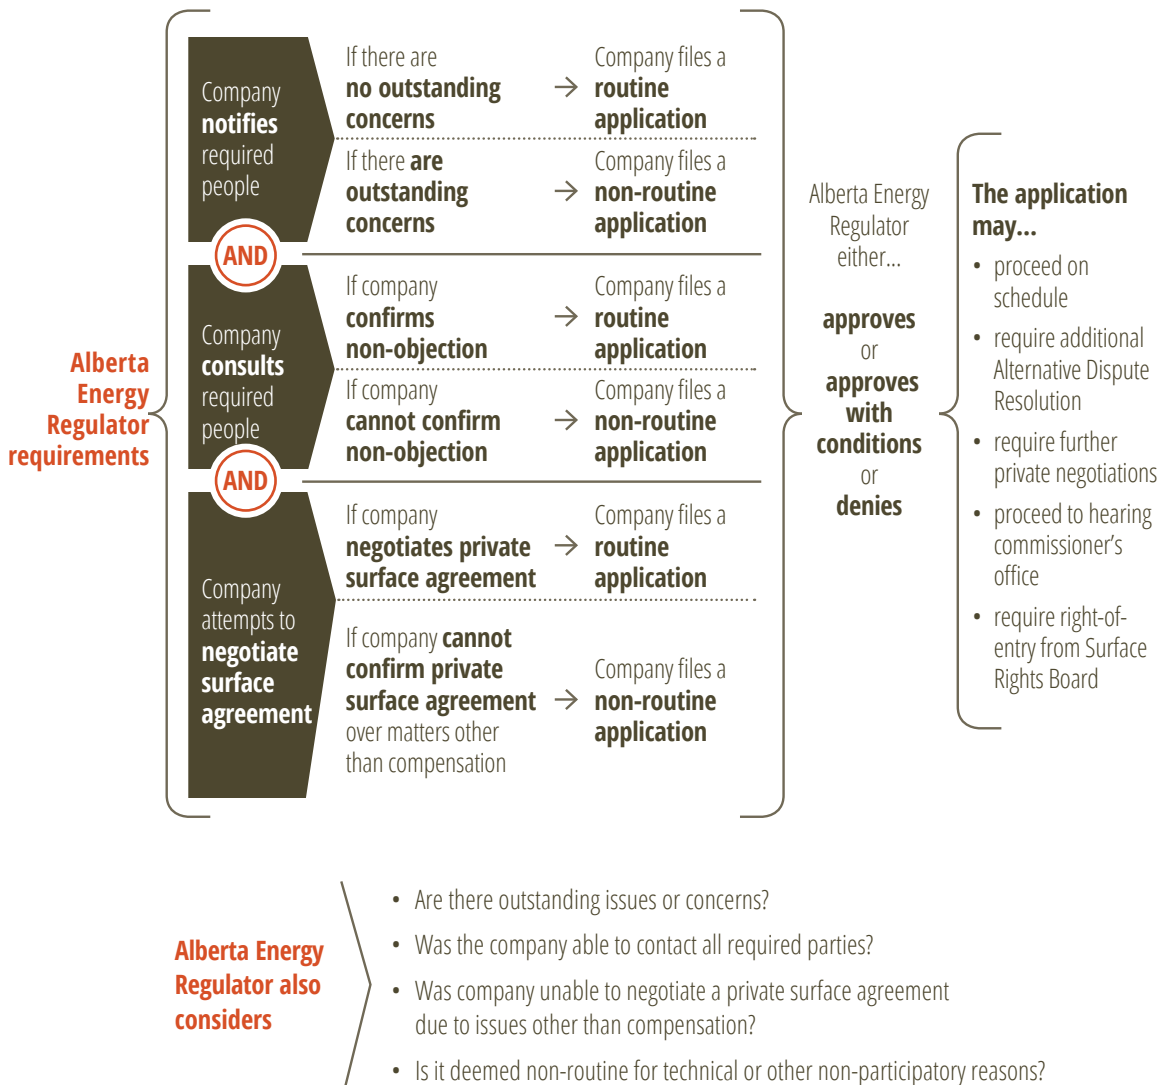 Alberta
Energy
Regulator
requirements
Company
notifies
required
people
If there are
no outstanding
concerns
→
Company files a
routine
application
If there are
outstanding
concerns
→
Company files a
non-routine
application
AND
Company
consults
required
people
If company
confirms
non-objection
→
Company files a
routine
application
If company
cannot confirm
non-objection
→
Company files a
non-routine
application
AND
Company
attempts to
negotiate
surface
agreement
If company
negotiates private
surface agreement
→
Company files a
routine
application
If company cannot
confirm private
surface agreement
over matters other
than compensation
→
Company files a
non-routine
application
Alberta Energy
Regulator
either...
approves
or
approves
with
conditions
or
denies
The application
may...
• proceed on
schedule
• require additional
Alternative Dispute
Resolution
• require further
private negotiations
• proceed to hearing
commissioner's
office
• require right-of-
entry from Surface
Rights Board
Alberta Energy
Regulator also
considers
• Are there outstanding issues or concerns?
• Was the company able to contact all required parties?
• Was company unable to negotiate a private surface agreement
due to issues other than compensation?
• Is it deemed non-routine for technical or other non-participatory reasons?